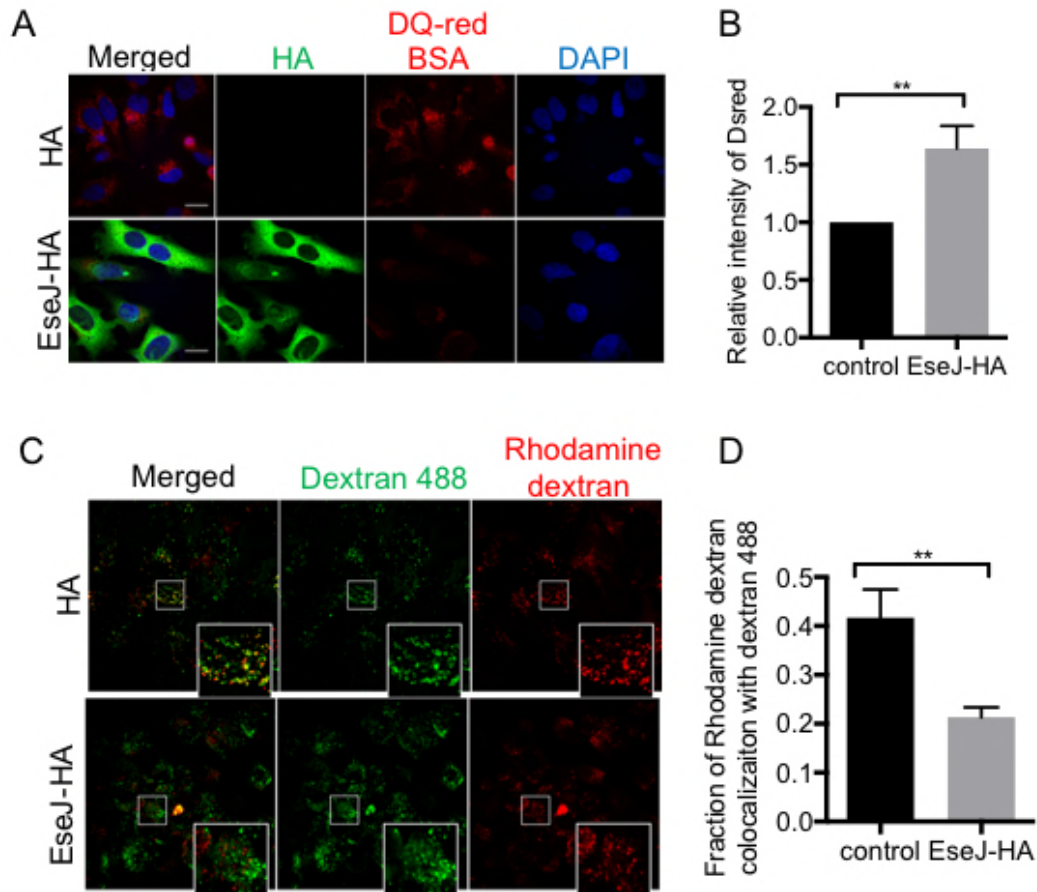 A
Merged
HA
DQ-red
BSA
DAPI
HA
EseJ-HA
B
**
Relative intensity of Dsred
2.0
1.5
1.0
0.5
0.0
control EseJ-HA
C
Merged
Dextran 488
Rhodamine
dextran
HA
EseJ-HA
D
**
Fraction of Rhodamine dextran
colocalizaiton with dextran 488
0.5
0.4
0.3
0.2
0.1
0.0
control EseJ-HA